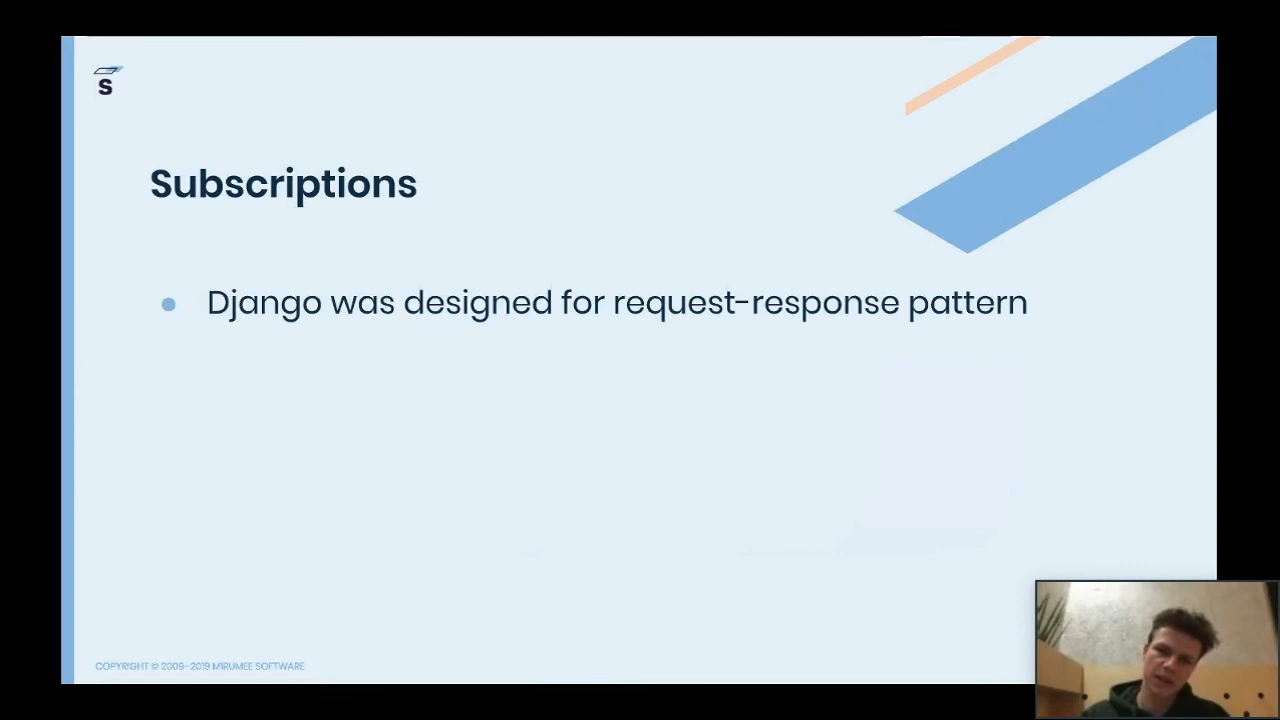 S
Subscriptions
Django was designed for request-response pattern
COPYRIGHT © 2009–2019 MIRUMEE SOFTWARE